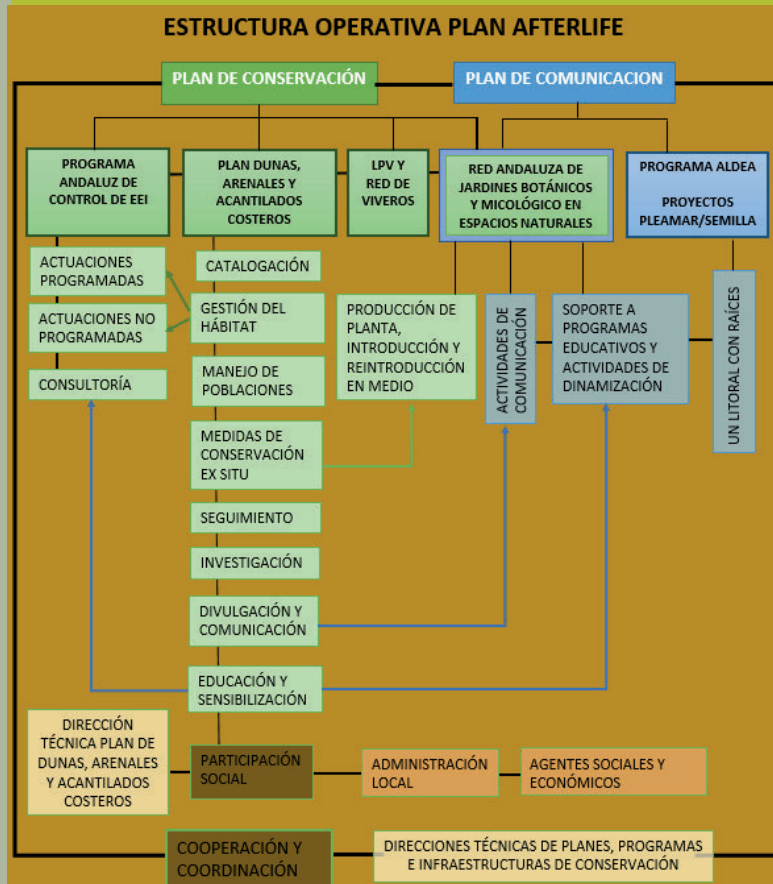 ESTRUCTURA OPERATIVA PLAN AFTERLIFE
PLAN DE CONSERVACIÓN
PLAN DE COMUNICACION
PROGRAMA
ANDALUZ DE
CONTROL DE EEI
PLAN DUNAS,
ARENALES Y
ACANTILADOS
COSTEROS
LPV Y
RED DE
VIVEROS
RED ANDALUZA DE
JARDINES BOTÁNICOS
Y MICOLÓGICO EN
ESPACIOS NATURALES
PROGRAMA ALDEA
PROYECTOS
PLEAMAR/SEMILLA
ACTUACIONES
PROGRAMADAS
ACTUACIONES NO
PROGRAMADAS
CONSULTORÍA
CATALOGACIÓN
GESTIÓN DEL
HÁBITAT
MANEJO DE
POBLACIONES
MEDIDAS DE
CONSERVACIÓN
EX SITU
SEGUIMIENTO
INVESTIGACIÓN
DIVULGACIÓN Y
COMUNICACIÓN
EDUCACIÓN Y
SENSIBILIZACIÓN
PRODUCCIÓN DE
PLANTA,
INTRODUCCIÓN Y
REINTRODUCCIÓN
EN MEDIO
ACTIVIDADES DE
COMUNICACIÓN
SOPORTE A
PROGRAMAS
EDUCATIVOS Y
ACTIVIDADES DE
DINAMIZACIÓN
UN LITORAL CON RAÍCES
DIRECCIÓN
TÉCNICA PLAN DE
DUNAS, ARENALES
Y ACANTILADOS
COSTEROS
PARTICIPACIÓN
SOCIAL
ADMINISTRACIÓN
LOCAL
AGENTES SOCIALES Y
ECONÓMICOS
COOPERACIÓN Y
COORDINACIÓN
DIRECCIONES TÉCNICAS DE PLANES, PROGRAMAS
E INFRAESTRUCTURAS DE CONSERVACIÓN